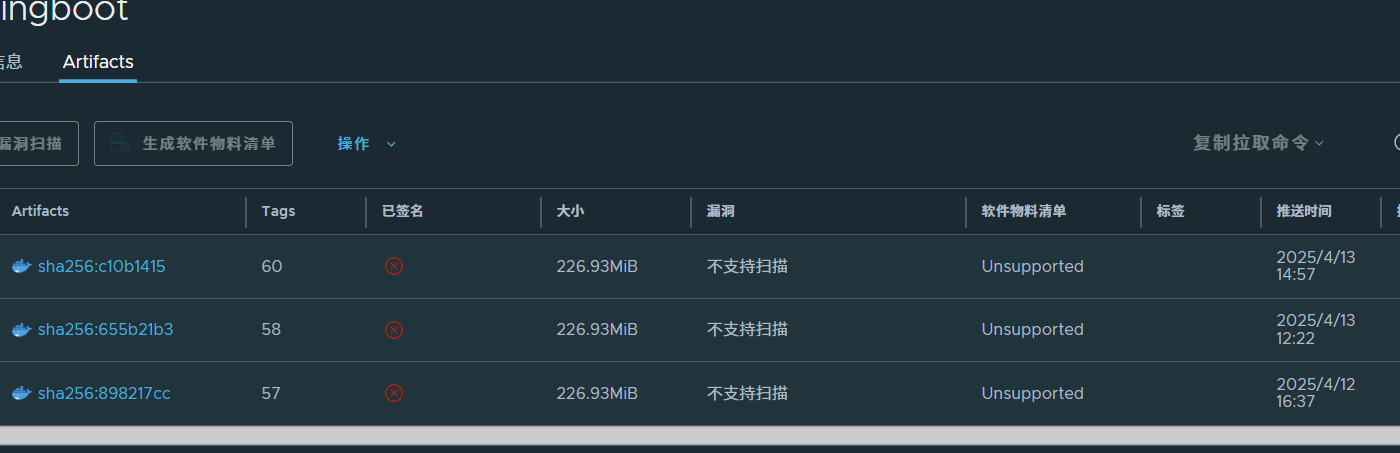 ingboot
信息 Artifacts
漏洞扫描 生成软件物料清单 操作 复制拉取命令
Artifacts Tags 已签名 大小 漏洞 软件物料清单 标签 推送时间
sha256:c10b1415 60 226.93MiB 不支持扫描 Unsupported 2025/4/13
14:57
sha256:655b21b3 58 226.93MiB 不支持扫描 Unsupported 2025/4/13
12:22
sha256:898217cc 57 226.93MiB 不支持扫描 Unsupported 2025/4/12
16:37